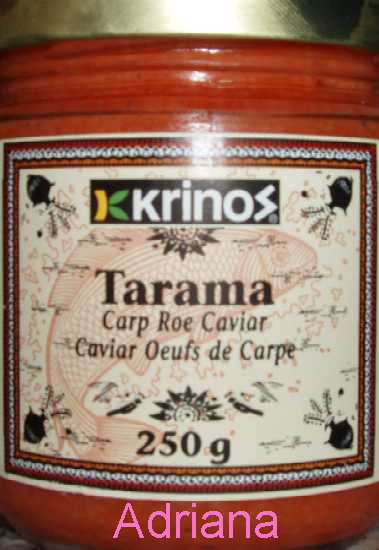 Krinos
Tarama
Carp Roe Caviar
Caviar Oeufs de Carpe
250g
Adriana